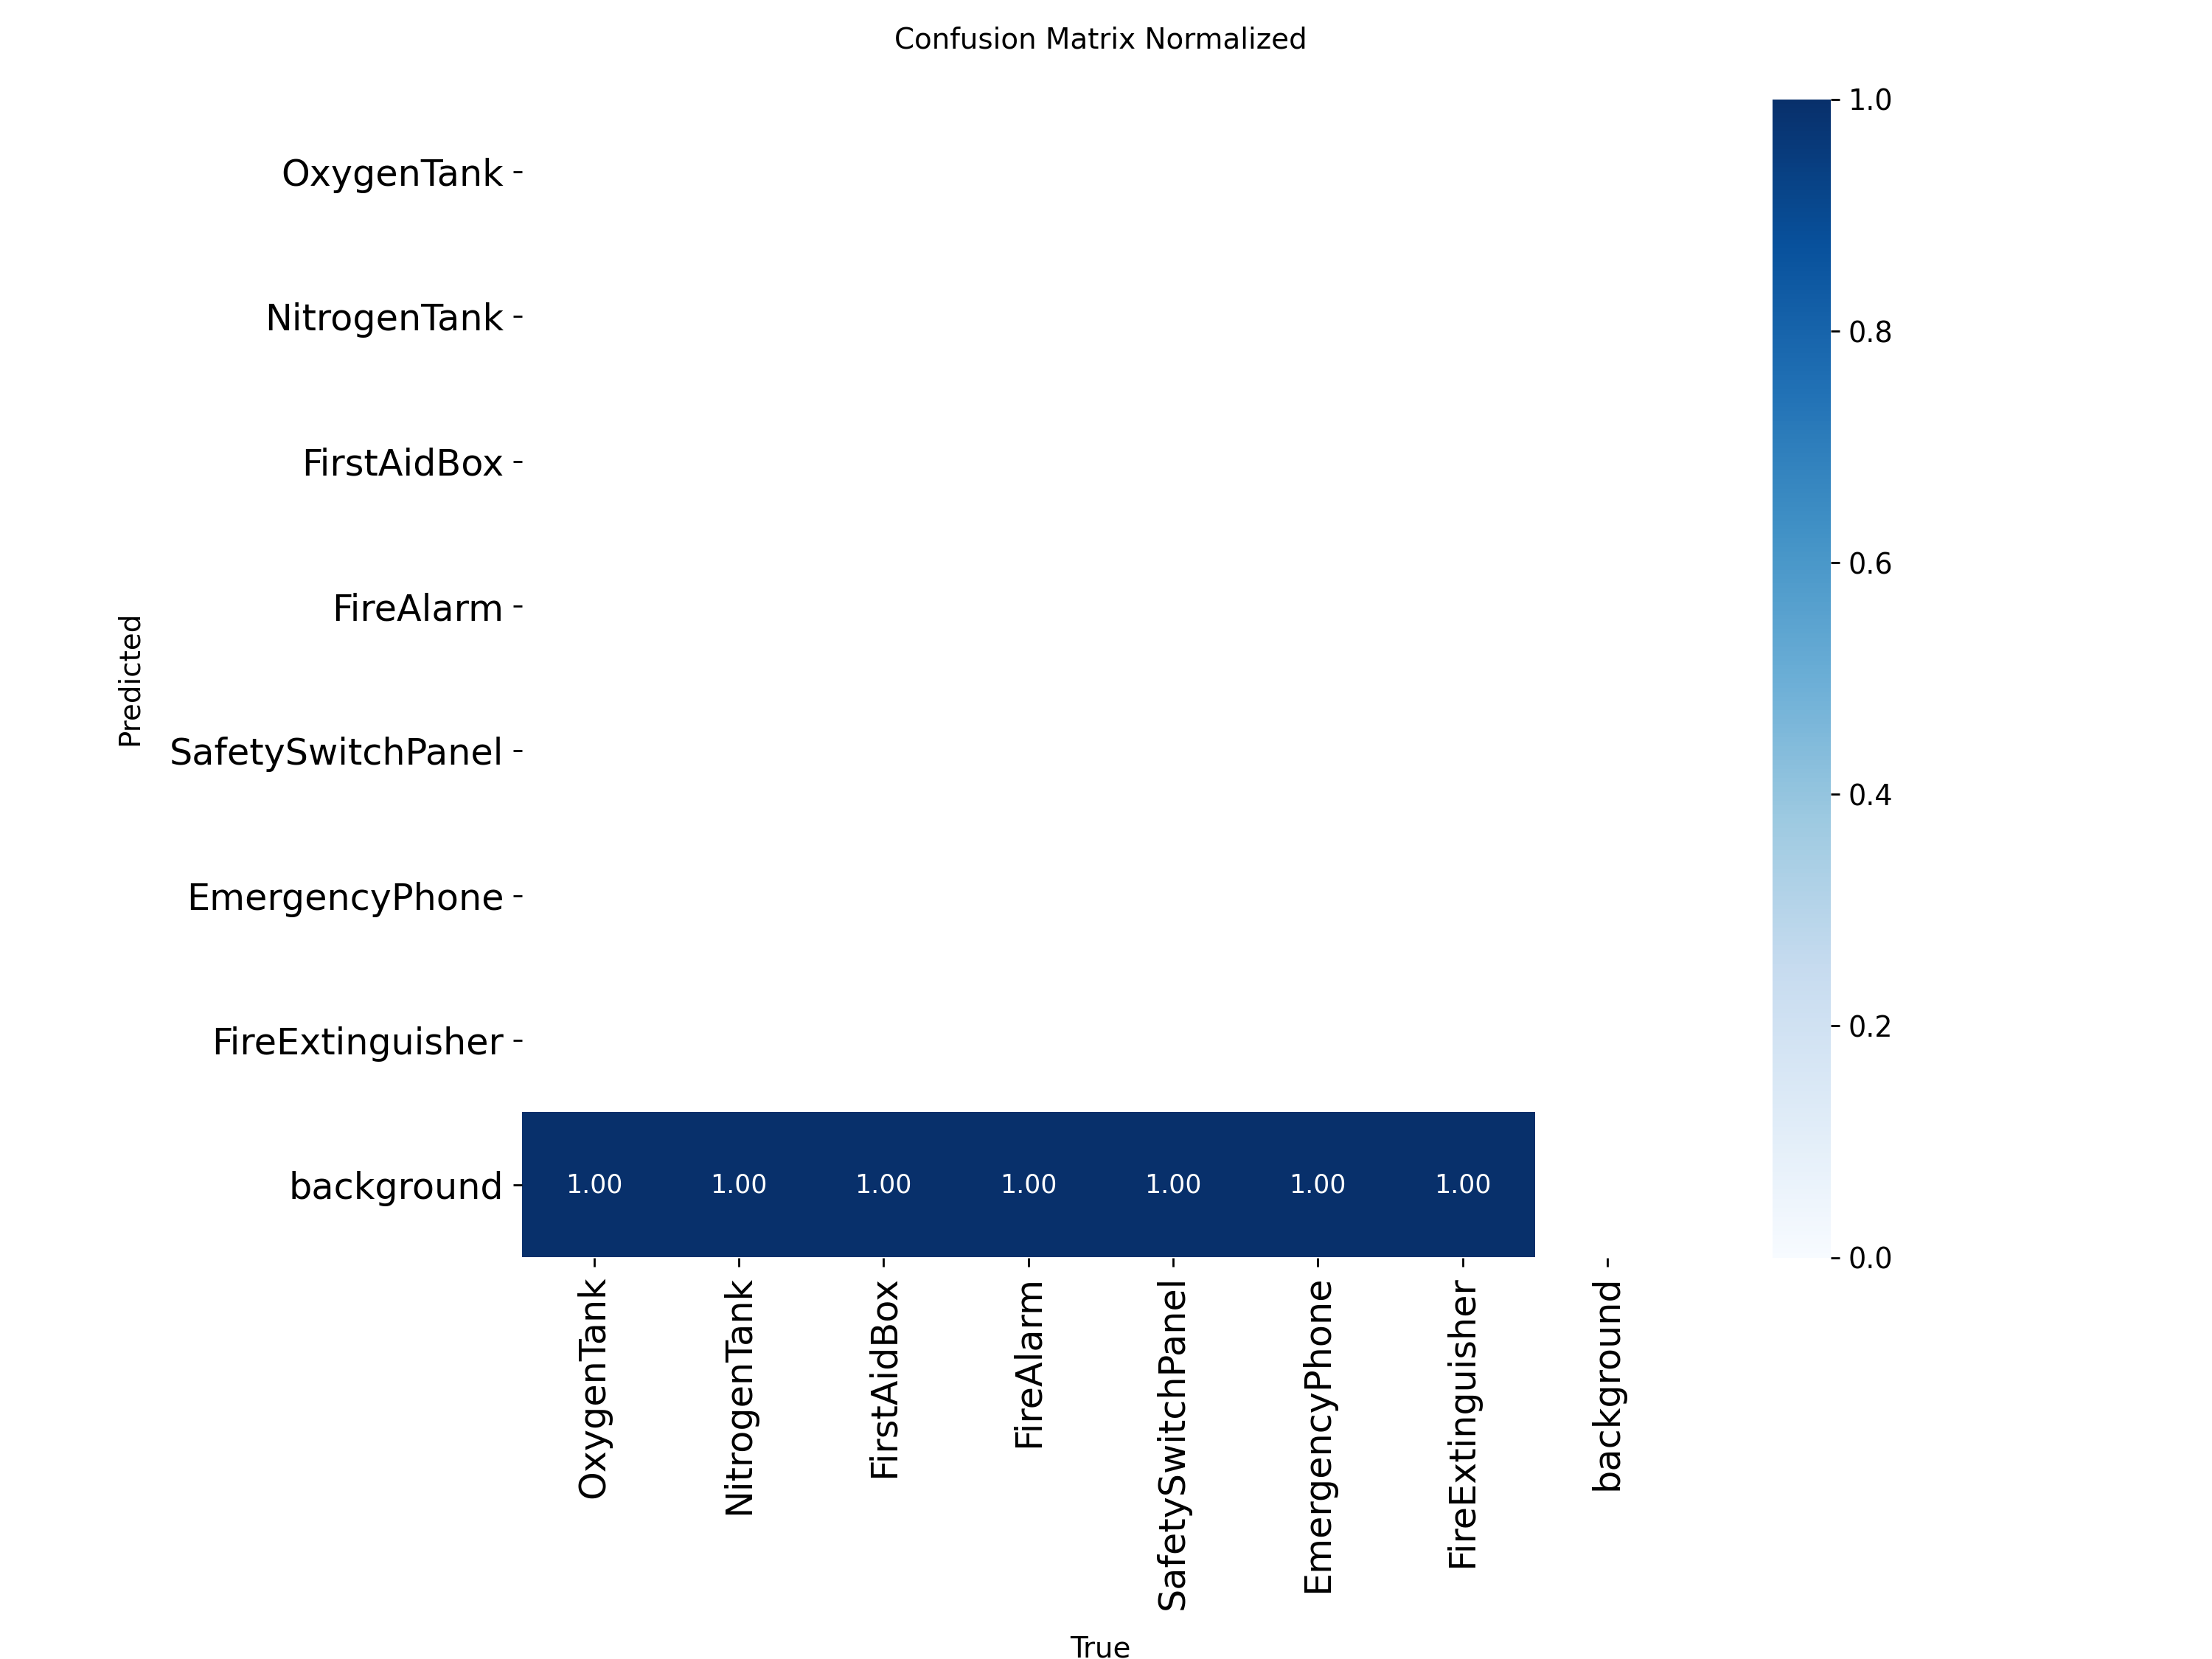 Confusion Matrix Normalized
Predicted
OxygenTank
NitrogenTank
FirstAidBox
FireAlarm
SafetySwitchPanel
EmergencyPhone
FireExtinguisher
background
1.00 1.00 1.00 1.00 1.00 1.00 1.00
OxygenTank
NitrogenTank
FirstAidBox
FireAlarm
SafetySwitchPanel
EmergencyPhone
FireExtinguisher
background
True
1.0
0.8
0.6
0.4
0.2
0.0